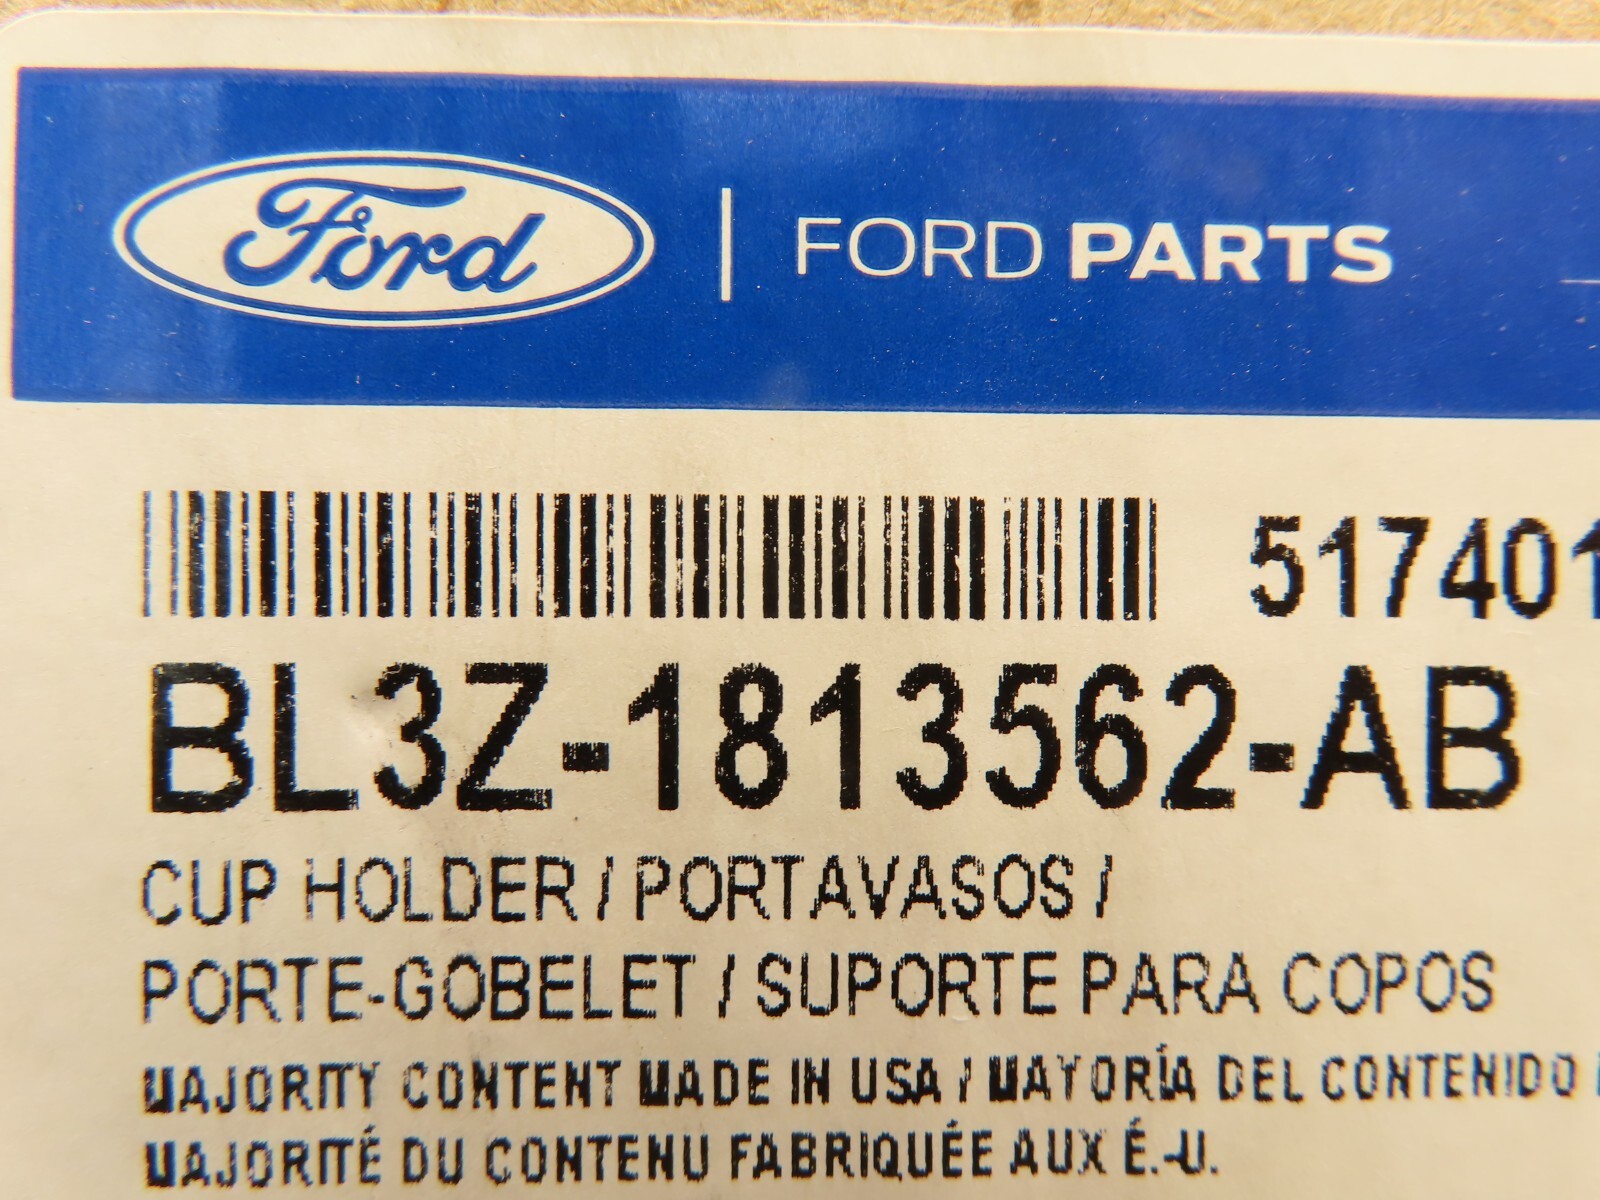 Ford | FORD PARTS
517401
BL3Z-1813562-AB
CUP HOLDER / PORTAVASOS /
PORTE-GOBELET / SUPORTE PARA COPOS
MAJORITY CONTENT MADE IN USA / MAYORÍA DEL CONTENIDO
MAJORITÉ DU CONTENU FABRIQUÉE AUX É.-U.